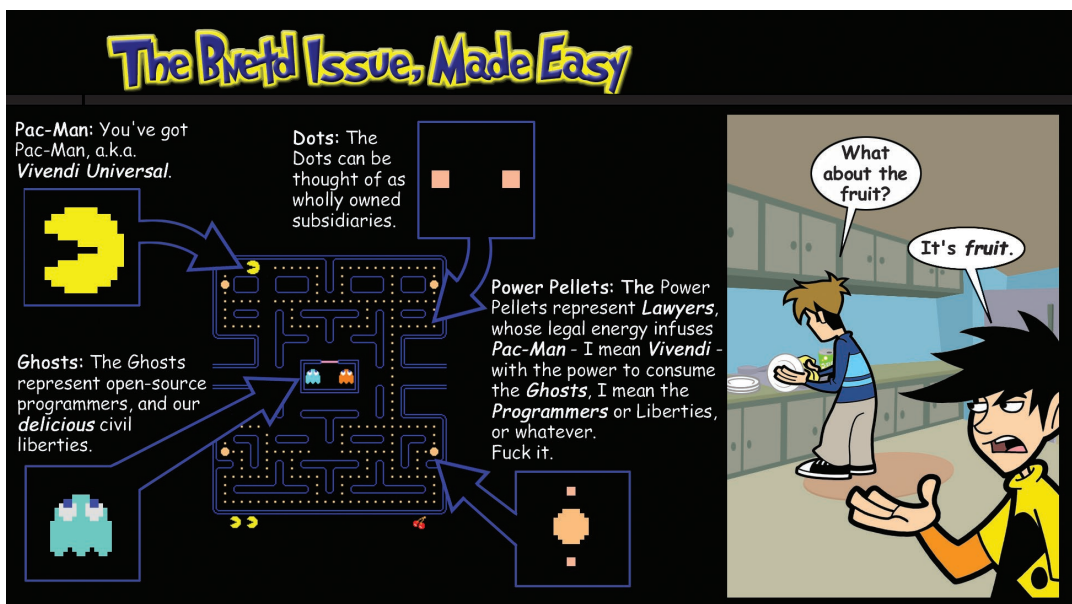 The Bnetd Issue, Made Easy
Pac-Man: You've got
Pac-Man, a.k.a.
Vivendi Universal.
Dots: The
Dots can be
thought of as
wholly owned
subsidiaries.
Ghosts: The Ghosts
represent open-source
programmers, and our
delicious civil
liberties.
Power Pellets: The Power
Pellets represent Lawyers,
whose legal energy infuses
Pac-Man - I mean Vivendi -
with the power to consume
the Ghosts, I mean the
Programmers or Liberties,
or whatever.
Fuck it.
What
about the
fruit?
It's fruit.